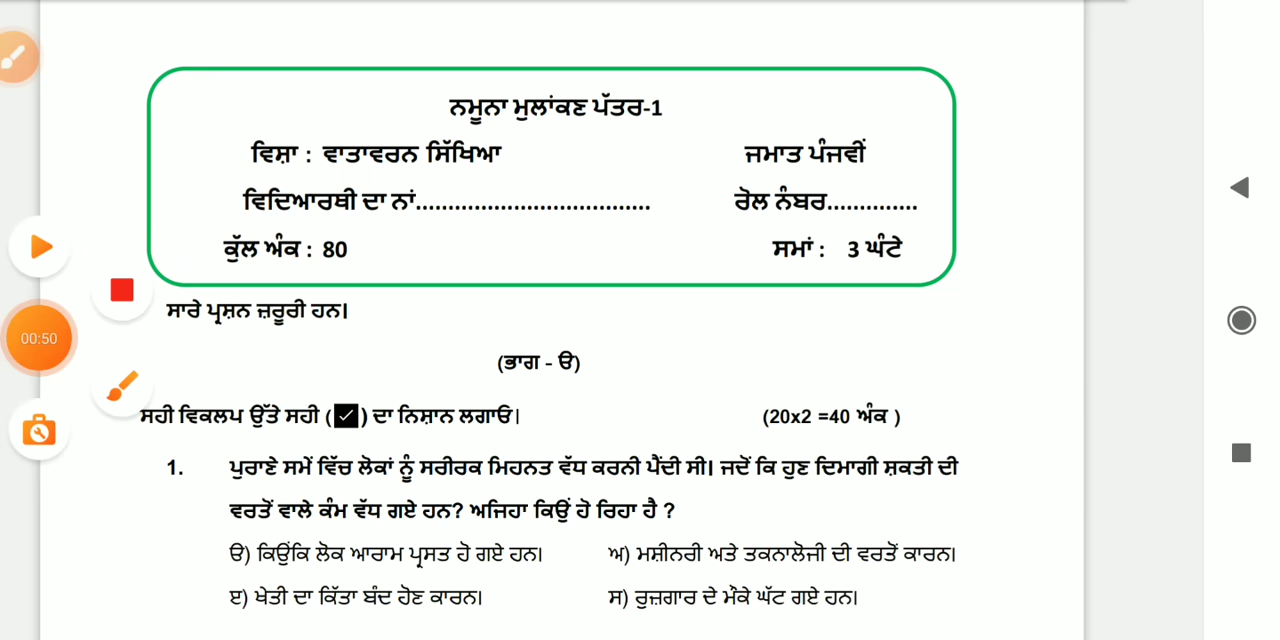 ਨਮੂਨਾ ਮੁਲਾਂਕਣ ਪੱਤਰ-1
ਵਿਸ਼ਾ : ਵਾਤਾਵਰਨ ਸਿੱਖਿਆ ਜਮਾਤ ਪੰਜਵੀਂ
ਵਿਦਿਆਰਥੀ ਦਾ ਨਾਂ.................................... ਰੋਲ ਨੰਬਰ..............
ਕੁੱਲ ਅੰਕ : 80 ਸਮਾਂ : 3 ਘੰਟੇ
ਸਾਰੇ ਪ੍ਰਸ਼ਨ ਜ਼ਰੂਰੀ ਹਨ।
00:50
(ਭਾਗ - ੳ)
ਸਹੀ ਵਿਕਲਪ ਉੱਤੇ ਸਹੀ (✓) ਦਾ ਨਿਸ਼ਾਨ ਲਗਾਓ। (20x2 =40 ਅੰਕ )
1. ਪੁਰਾਣੇ ਸਮੇਂ ਵਿੱਚ ਲੋਕਾਂ ਨੂੰ ਸਰੀਰਕ ਮਿਹਨਤ ਵੱਧ ਕਰਨੀ ਪੈਂਦੀ ਸੀ। ਜਦੋਂ ਕਿ ਹੁਣ ਦਿਮਾਗੀ ਸ਼ਕਤੀ ਦੀ
ਵਰਤੋਂ ਵਾਲੇ ਕੰਮ ਵੱਧ ਗਏ ਹਨ? ਅਜਿਹਾ ਕਿਉਂ ਹੋ ਰਿਹਾ ਹੈ ?
ੳ) ਕਿਉਂਕਿ ਲੋਕ ਆਰਾਮ ਪ੍ਰਸਤ ਹੋ ਗਏ ਹਨ। ਅ) ਮਸ਼ੀਨਰੀ ਅਤੇ ਤਕਨਾਲੋਜੀ ਦੀ ਵਰਤੋਂ ਕਾਰਨ।
ੲ) ਖੇਤੀ ਦਾ ਕਿੱਤਾ ਬੰਦ ਹੋਣ ਕਾਰਨ। ਸ) ਰੁਜ਼ਗਾਰ ਦੇ ਮੌਕੇ ਘੱਟ ਗਏ ਹਨ।